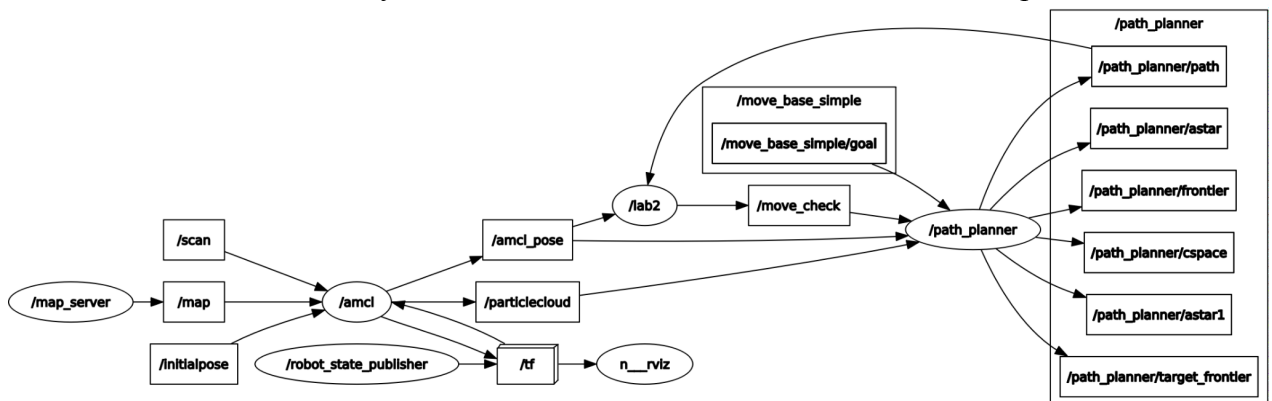 /path_planner
/path_planner/path
/move_base_simple
/move_base_simple/goal
/path_planner/astar
/path_planner/frontier
/lab2
/move_check
/path_planner
/scan
/amcl_pose
/path_planner/cspace
/map_server
/map
/amcl
/particlecloud
/path_planner/astar1
/initialpose
/robot_state_publisher
/tf
n__rviz
/path_planner/target_frontier